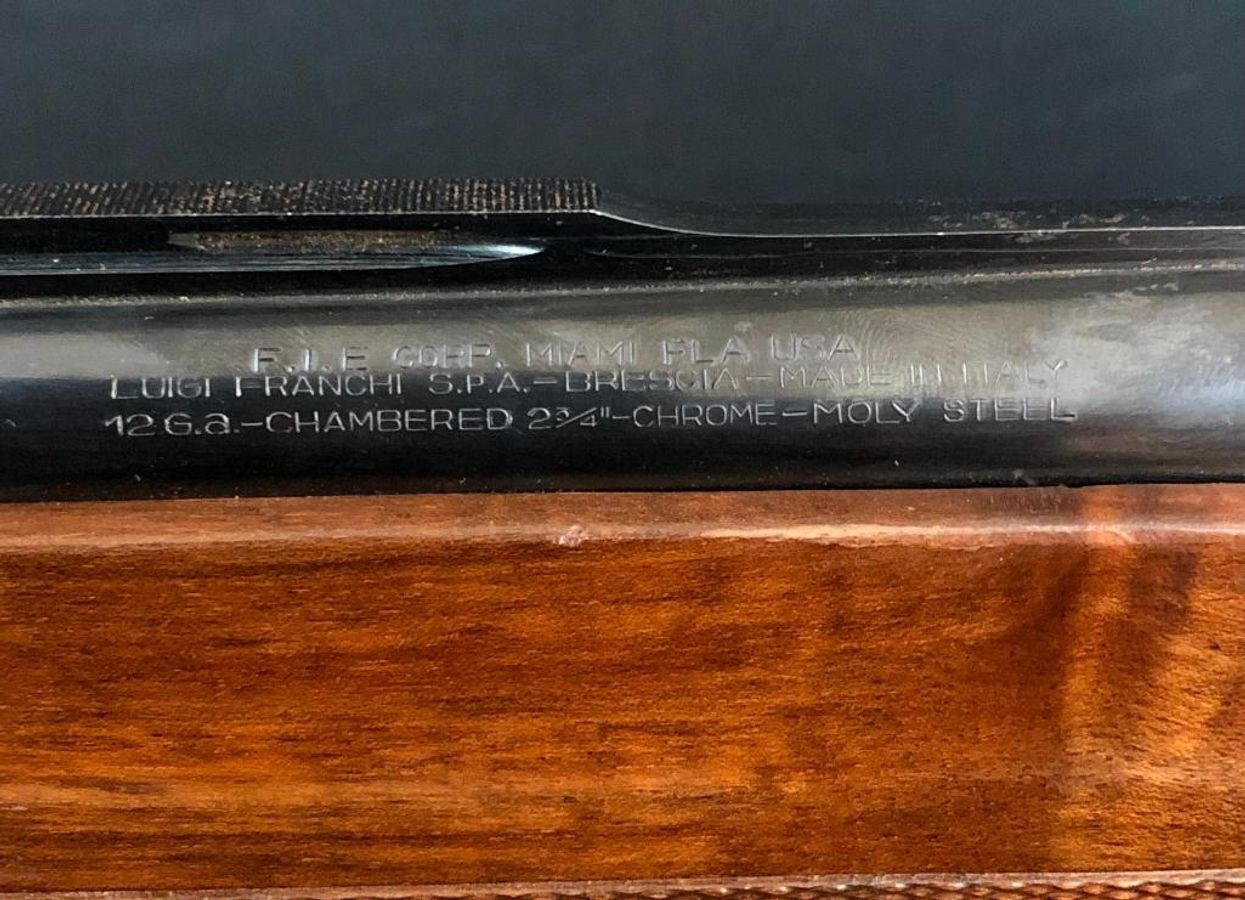 F.I.E CORP. MIAMI FLA USA
LUIGI FRANCHI S.P.A.-BRESCIA-MADE IN ITALY
12 G.a.-CHAMBERED 2¾"-CHROME-MOLY STEEL